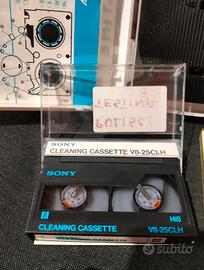 SONY
CLEANING CASSETTE V8-25CLH
SONY
Hi8
CLEANING CASSETTE V8-25CLH
subito